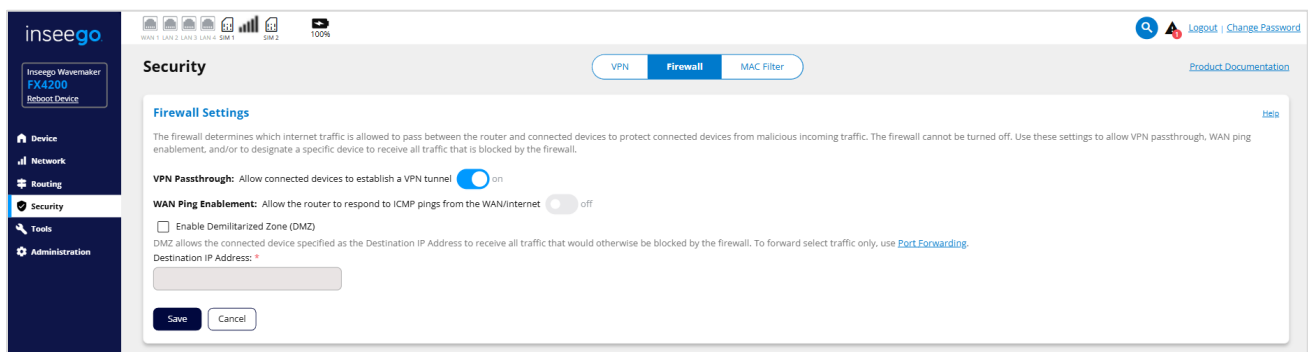 inseego
WAN 1 LAN 2 LAN 3 LAN 4 SIM 1 SIM 2
100%
1
Logout | Change Password
Inseego Wavemaker
FX4200
Reboot Device
Security
VPN
Firewall
MAC Filter
Product Documentation
Device
Network
Routing
Security
Tools
Administration
Firewall Settings
Help
The firewall determines which internet traffic is allowed to pass between the router and connected devices to protect connected devices from malicious incoming traffic. The firewall cannot be turned off. Use these settings to allow VPN passthrough, WAN ping
enablement, and/or to designate a specific device to receive all traffic that is blocked by the firewall.
VPN Passthrough: Allow connected devices to establish a VPN tunnel on
WAN Ping Enablement: Allow the router to respond to ICMP pings from the WAN/internet off
Enable Demilitarized Zone (DMZ)
DMZ allows the connected device specified as the Destination IP Address to receive all traffic that would otherwise be blocked by the firewall. To forward select traffic only, use Port Forwarding.
Destination IP Address: *
Save
Cancel